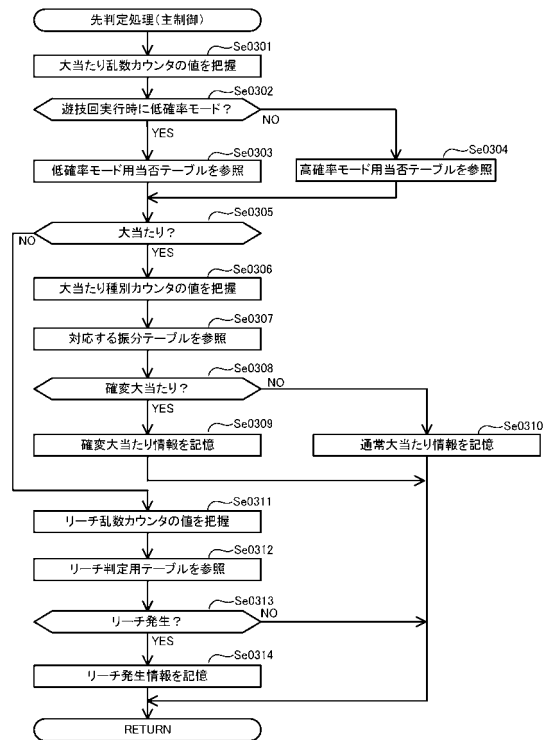 先判定処理(主制御)
Se0301
大当たり乱数カウンタの値を把握
Se0302
遊技回実行時に低確率モード?
NO
YES
Se0303
低確率モード用当否テーブルを参照
Se0304
高確率モード用当否テーブルを参照
Se0305
大当たり?
NO
YES
Se0306
大当たり種別カウンタの値を把握
Se0307
対応する振分テーブルを参照
Se0308
確変大当たり?
NO
YES
Se0309
確変大当たり情報を記憶
Se0310
通常大当たり情報を記憶
Se0311
リーチ乱数カウンタの値を把握
Se0312
リーチ判定用テーブルを参照
Se0313
リーチ発生?
NO
YES
Se0314
リーチ発生情報を記憶
RETURN